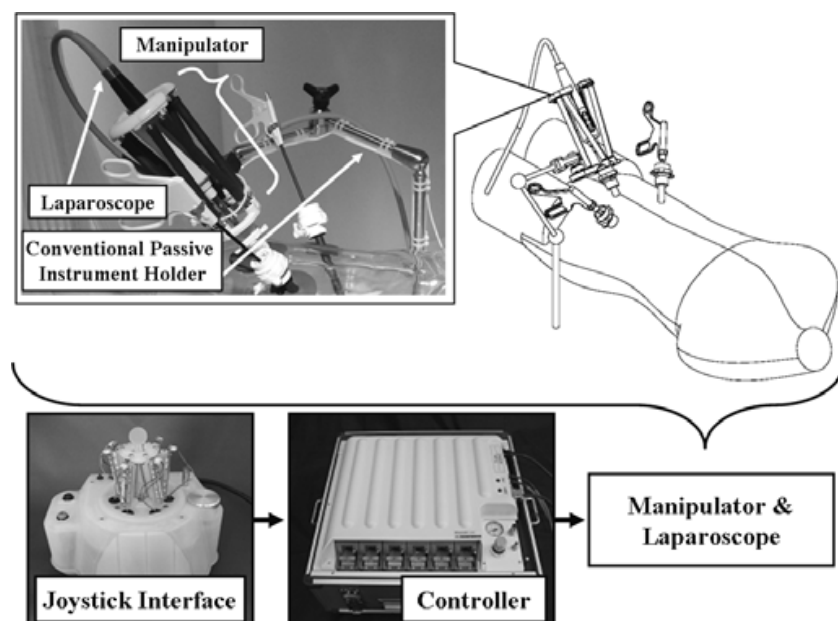 Manipulator
Laparoscope
Conventional Passive
Instrument Holder
Joystick Interface
Controller
Manipulator &
Laparoscope